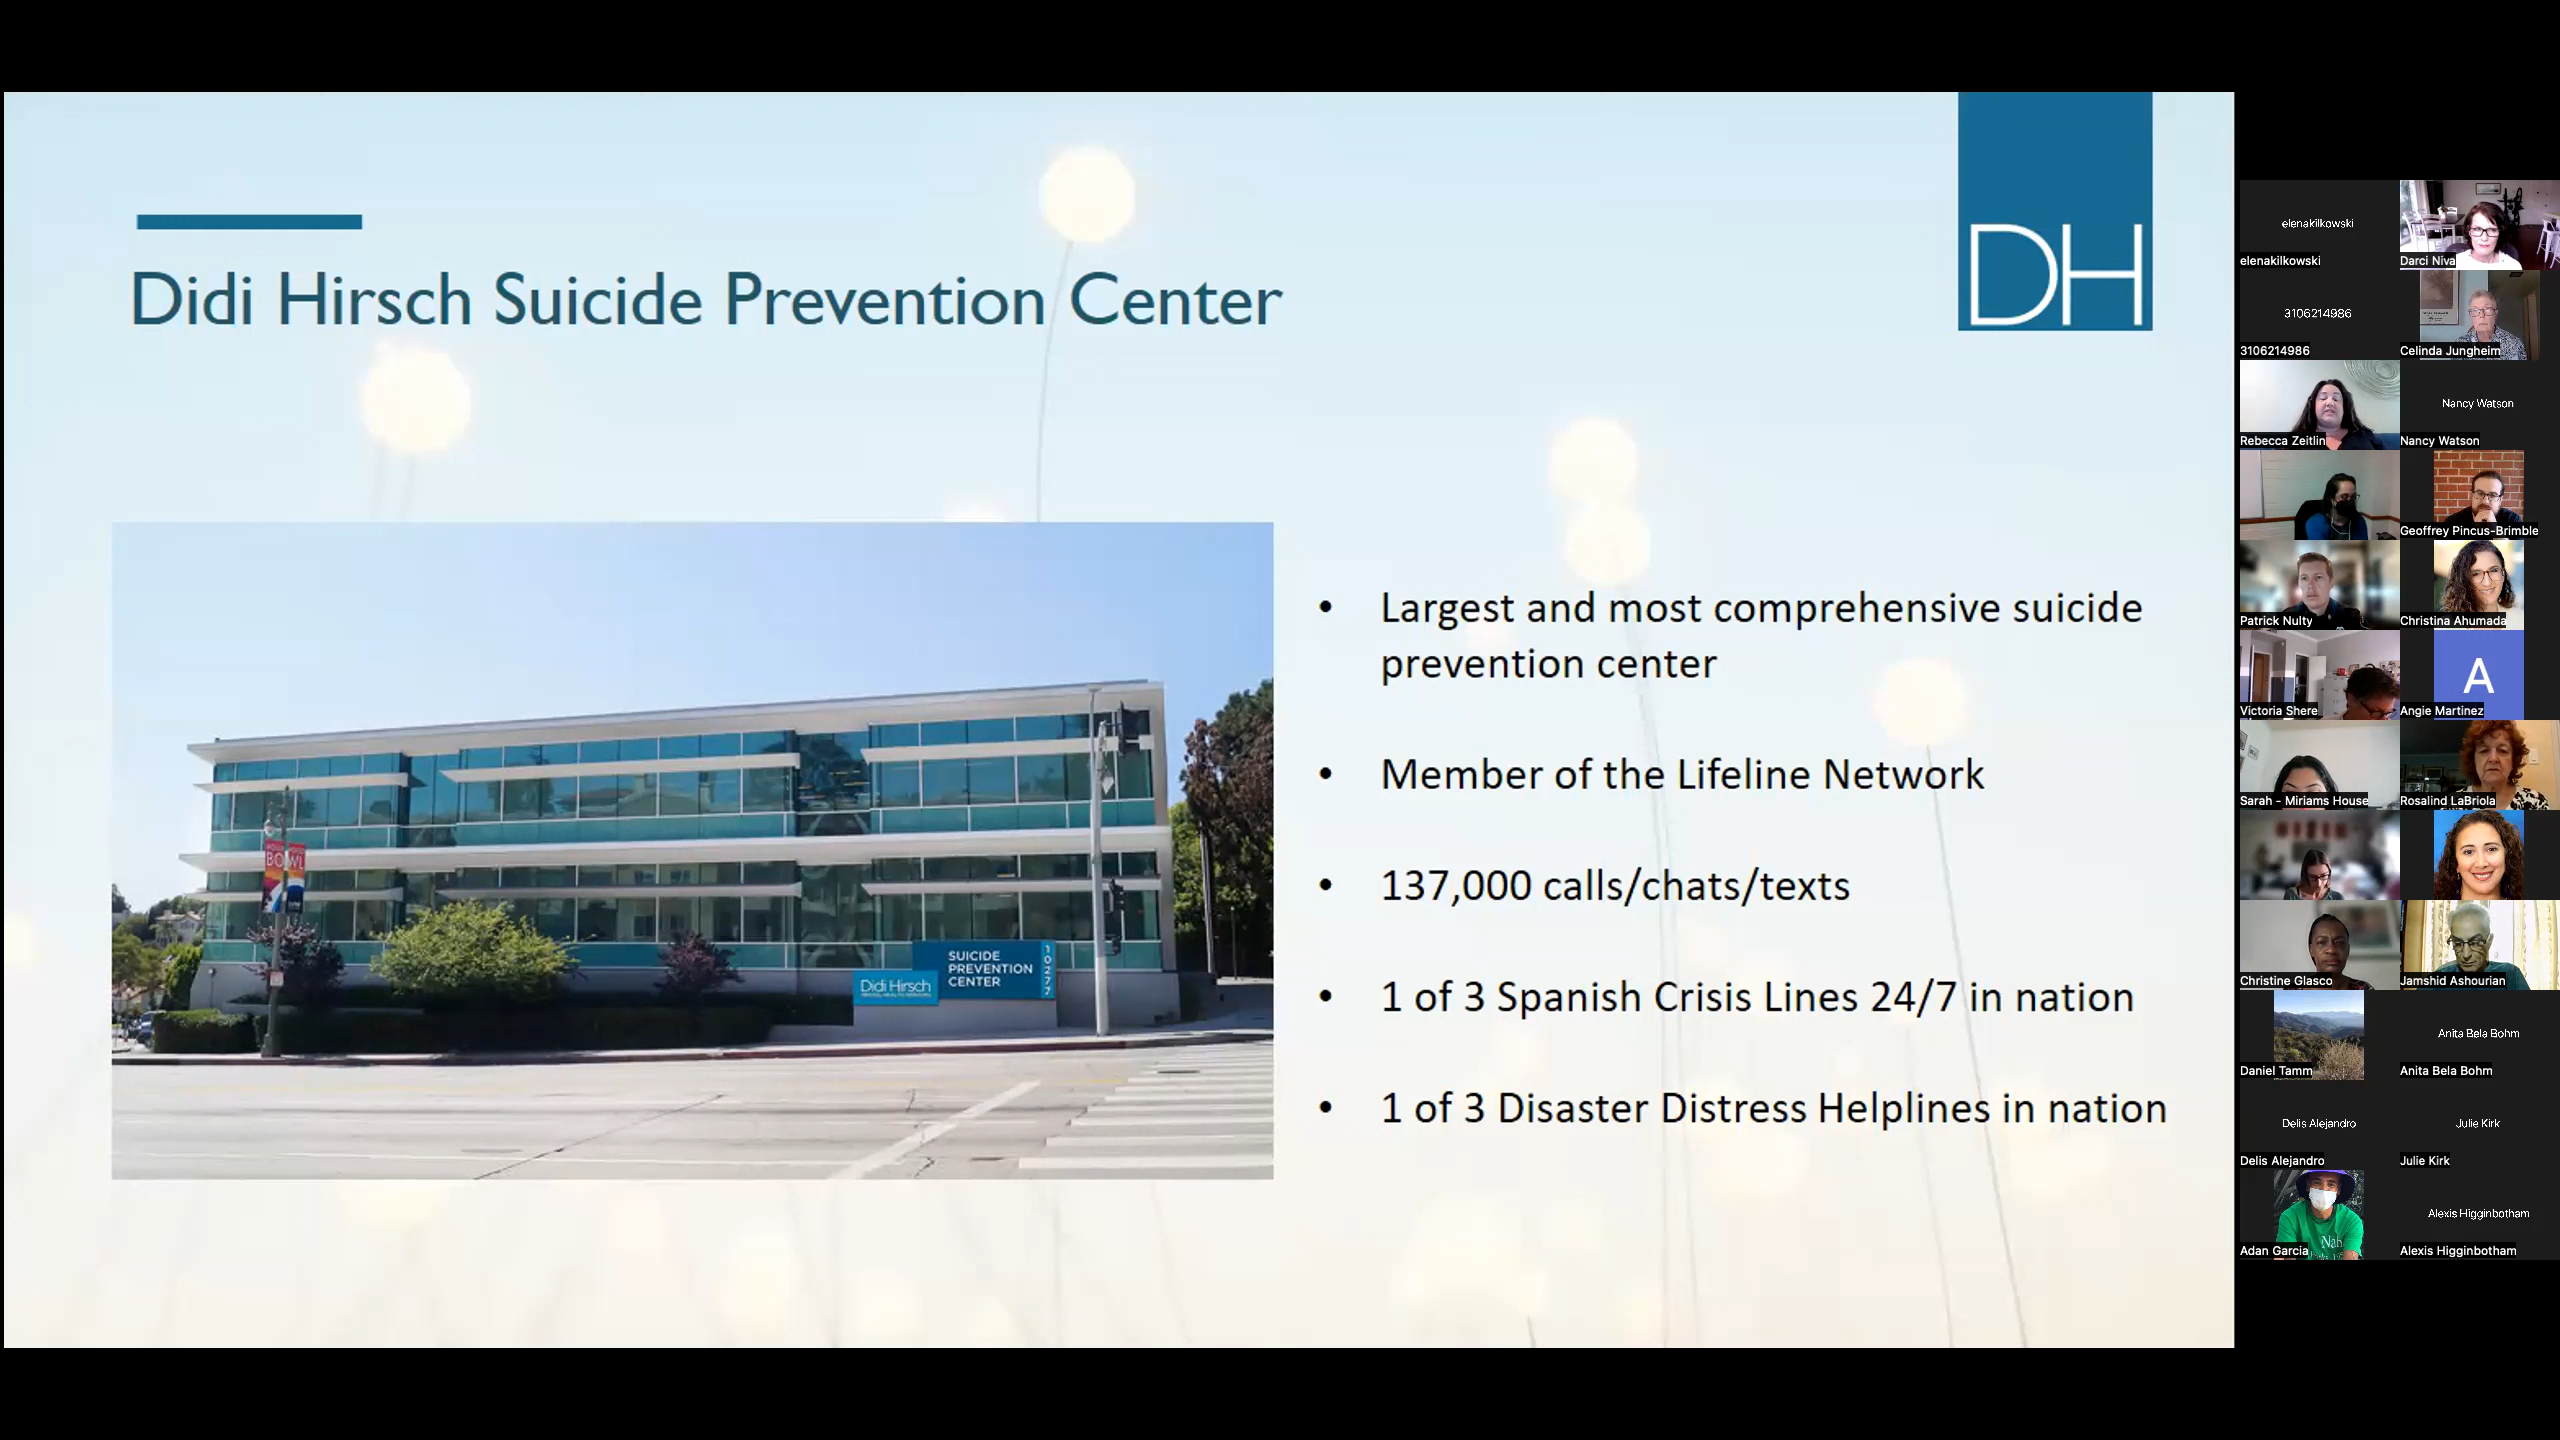 DH
Didi Hirsch Suicide Prevention Center
BOWL
SUICIDE
PREVENTION
CENTER
10277
Didi Hirsch
• Largest and most comprehensive suicide
prevention center
• Member of the Lifeline Network
• 137,000 calls/chats/texts
• 1 of 3 Spanish Crisis Lines 24/7 in nation
• 1 of 3 Disaster Distress Helplines in nation
elenakilkowski
elenakilkowski
Darci Niva
3106214986
3106214986
Celinda Jungheim
Rebecca Zeitlin
Nancy Watson
Nancy Watson
Geoffrey Pincus-Brimble
Patrick Nulty
Christina Ahumada
Victoria Shere
A
Angie Martinez
Sarah - Miriams House
Rosalind LaBriola
Christine Glasco
Jamshid Ashourian
Daniel Tamm
Anita Bela Bohm
Anita Bela Bohm
Delis Alejandro
Delis Alejandro
Julie Kirk
Julie Kirk
Adan Garcia
Alexis Higginbotham
Alexis Higginbotham